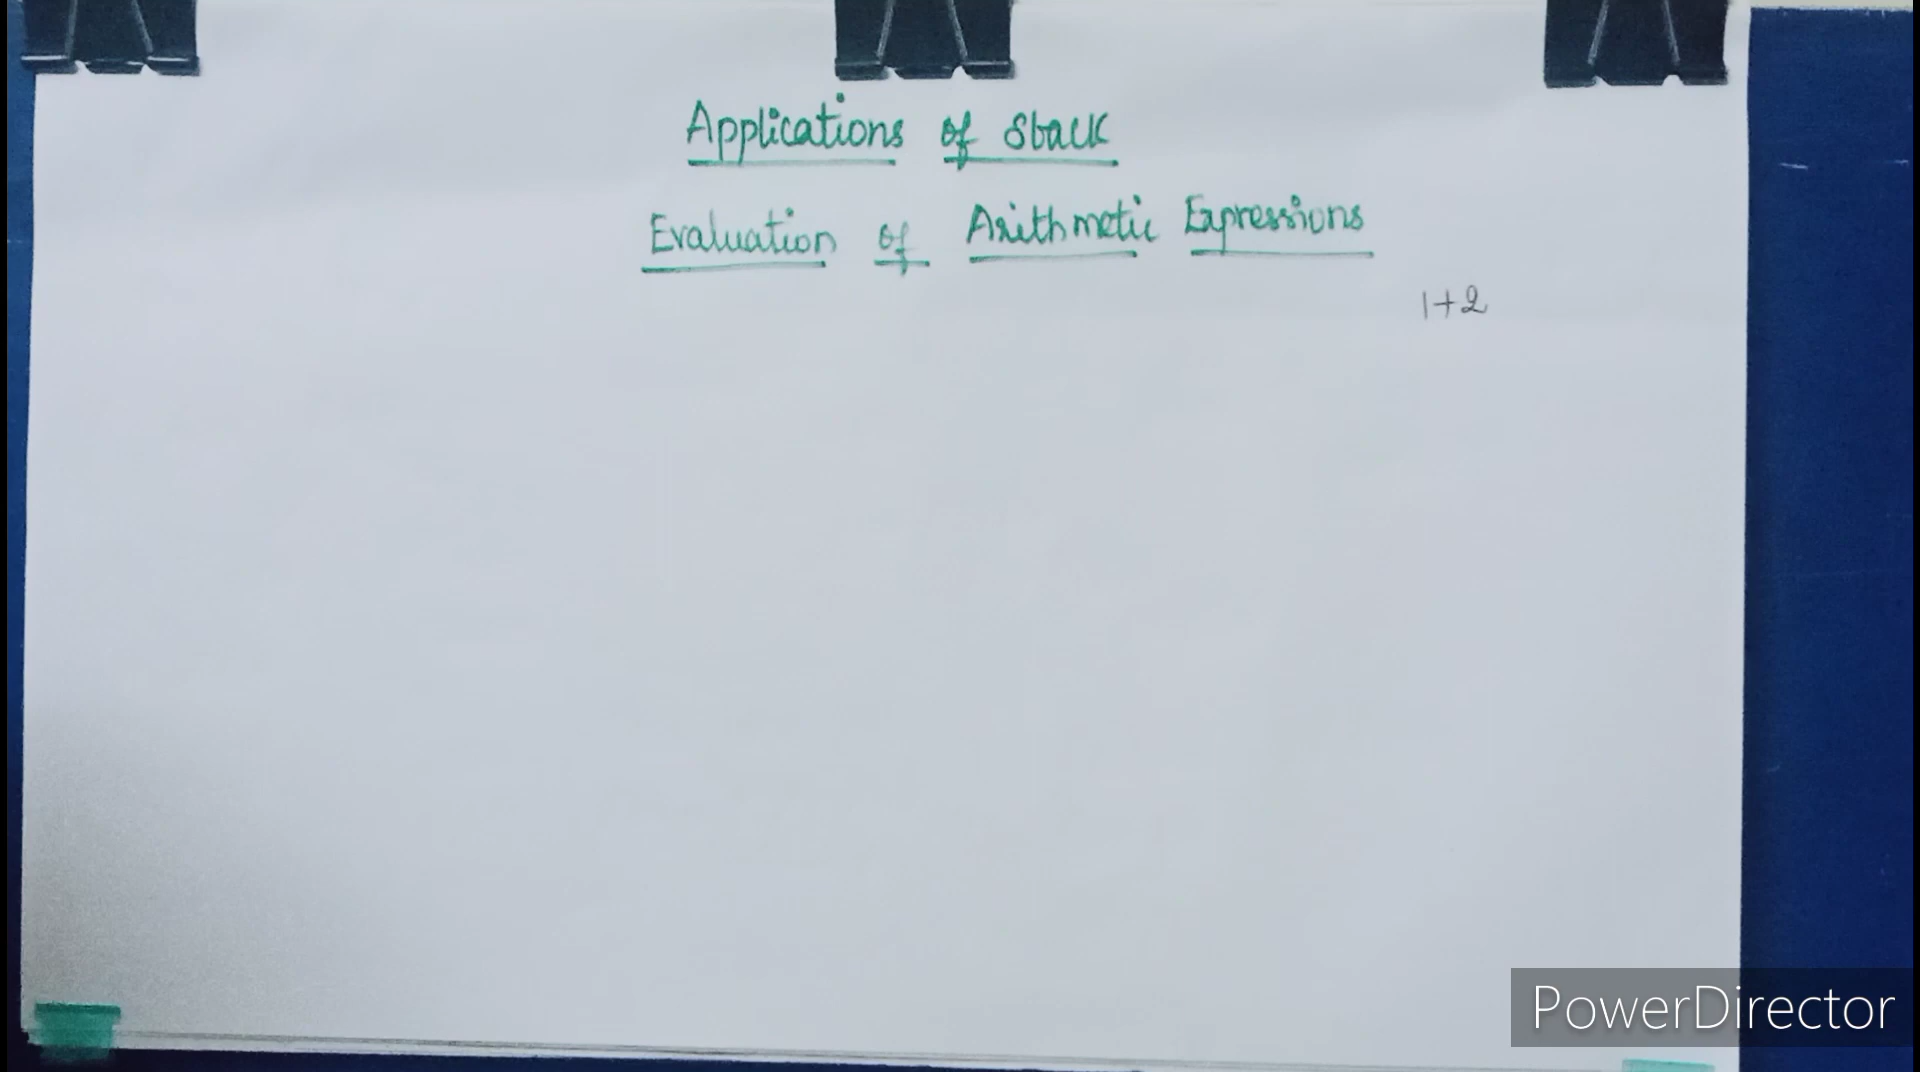 Applications of Stack
Evaluation of Arithmetic Expressions
1+2
PowerDirector